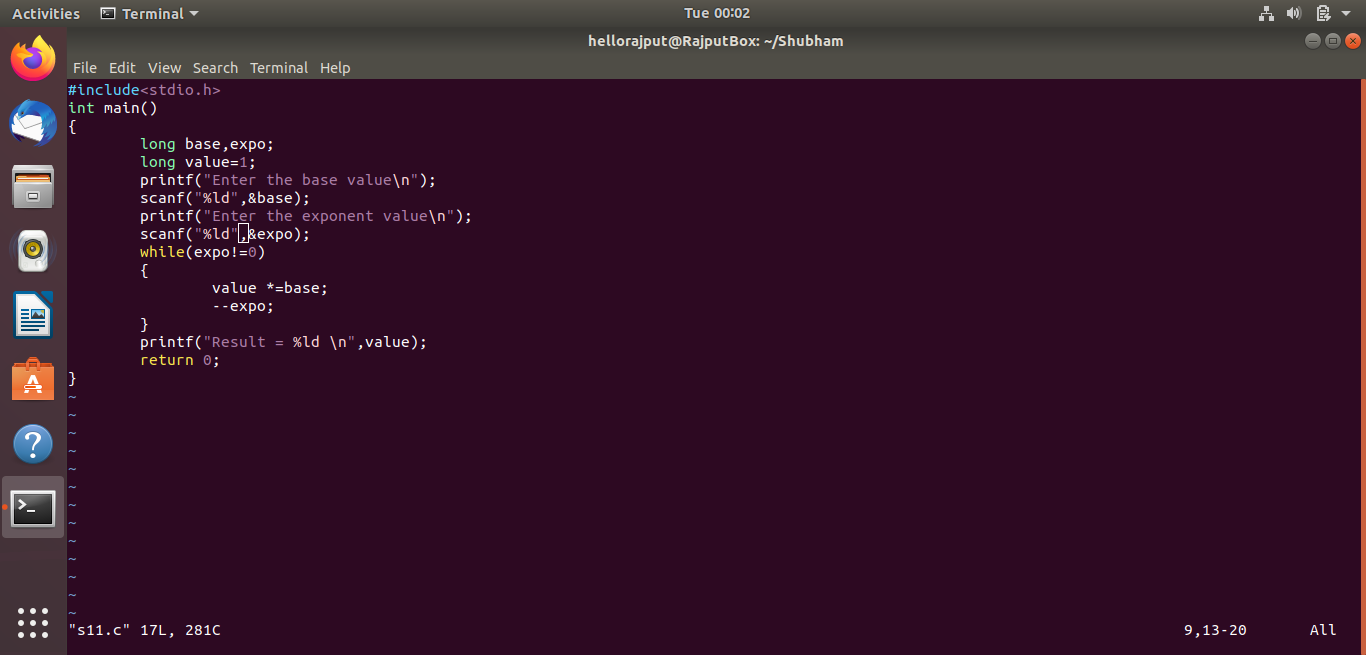 Activities Terminal Tue 00:02
hellorajput@RajputBox: ~/Shubham
File Edit View Search Terminal Help
#include<stdio.h>
int main()
{
        long base,expo;
        long value=1;
        printf("Enter the base value\n");
        scanf("%ld",&base);
        printf("Enter the exponent value\n");
        scanf("%ld",&expo);
        while(expo!=0)
        {
                value *=base;
                --expo;
        }
        printf("Result = %ld \n",value);
        return 0;
}
~
~
~
~
~
~
~
~
~
~
~
~
~
"s11.c" 17L, 281C 9,13-20 All